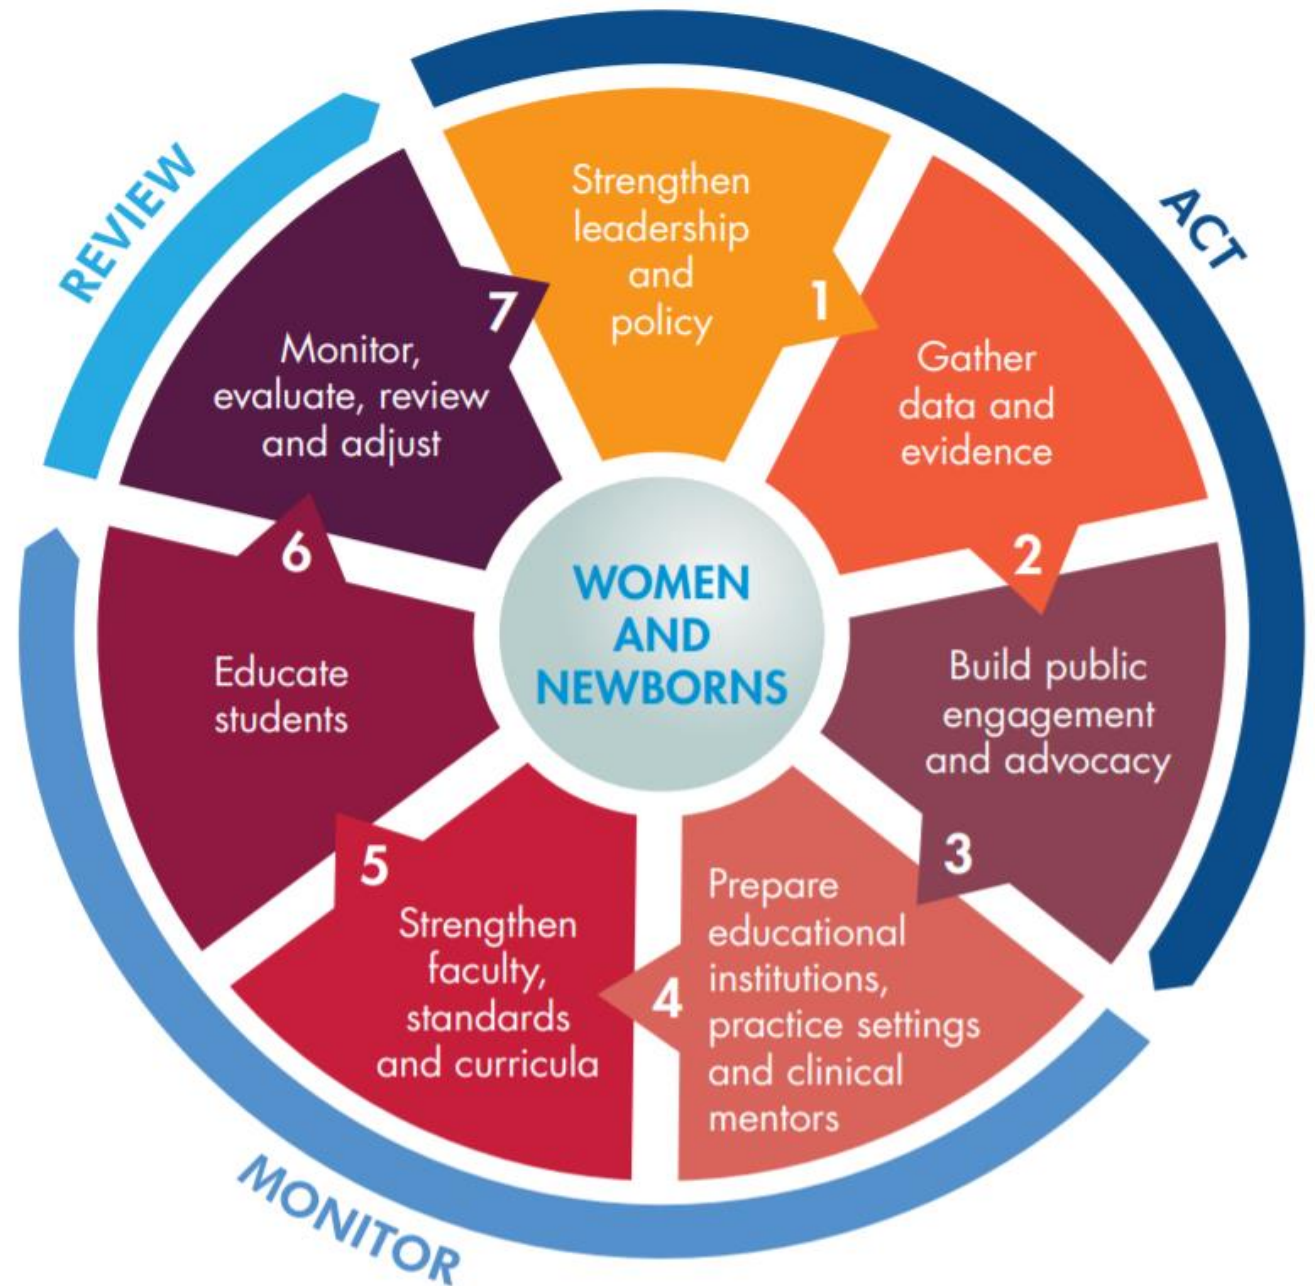 ACT
REVIEW
MONITOR
Strengthen
leadership
and
policy
1
Gather
data and
evidence
2
Build public
engagement
and advocacy
3
Prepare
educational
institutions,
practice settings
and clinical
mentors
4
Strengthen
faculty,
standards
and curricula
5
Educate
students
6
Monitor,
evaluate, review
and adjust
7
WOMEN
AND
NEWBORNS